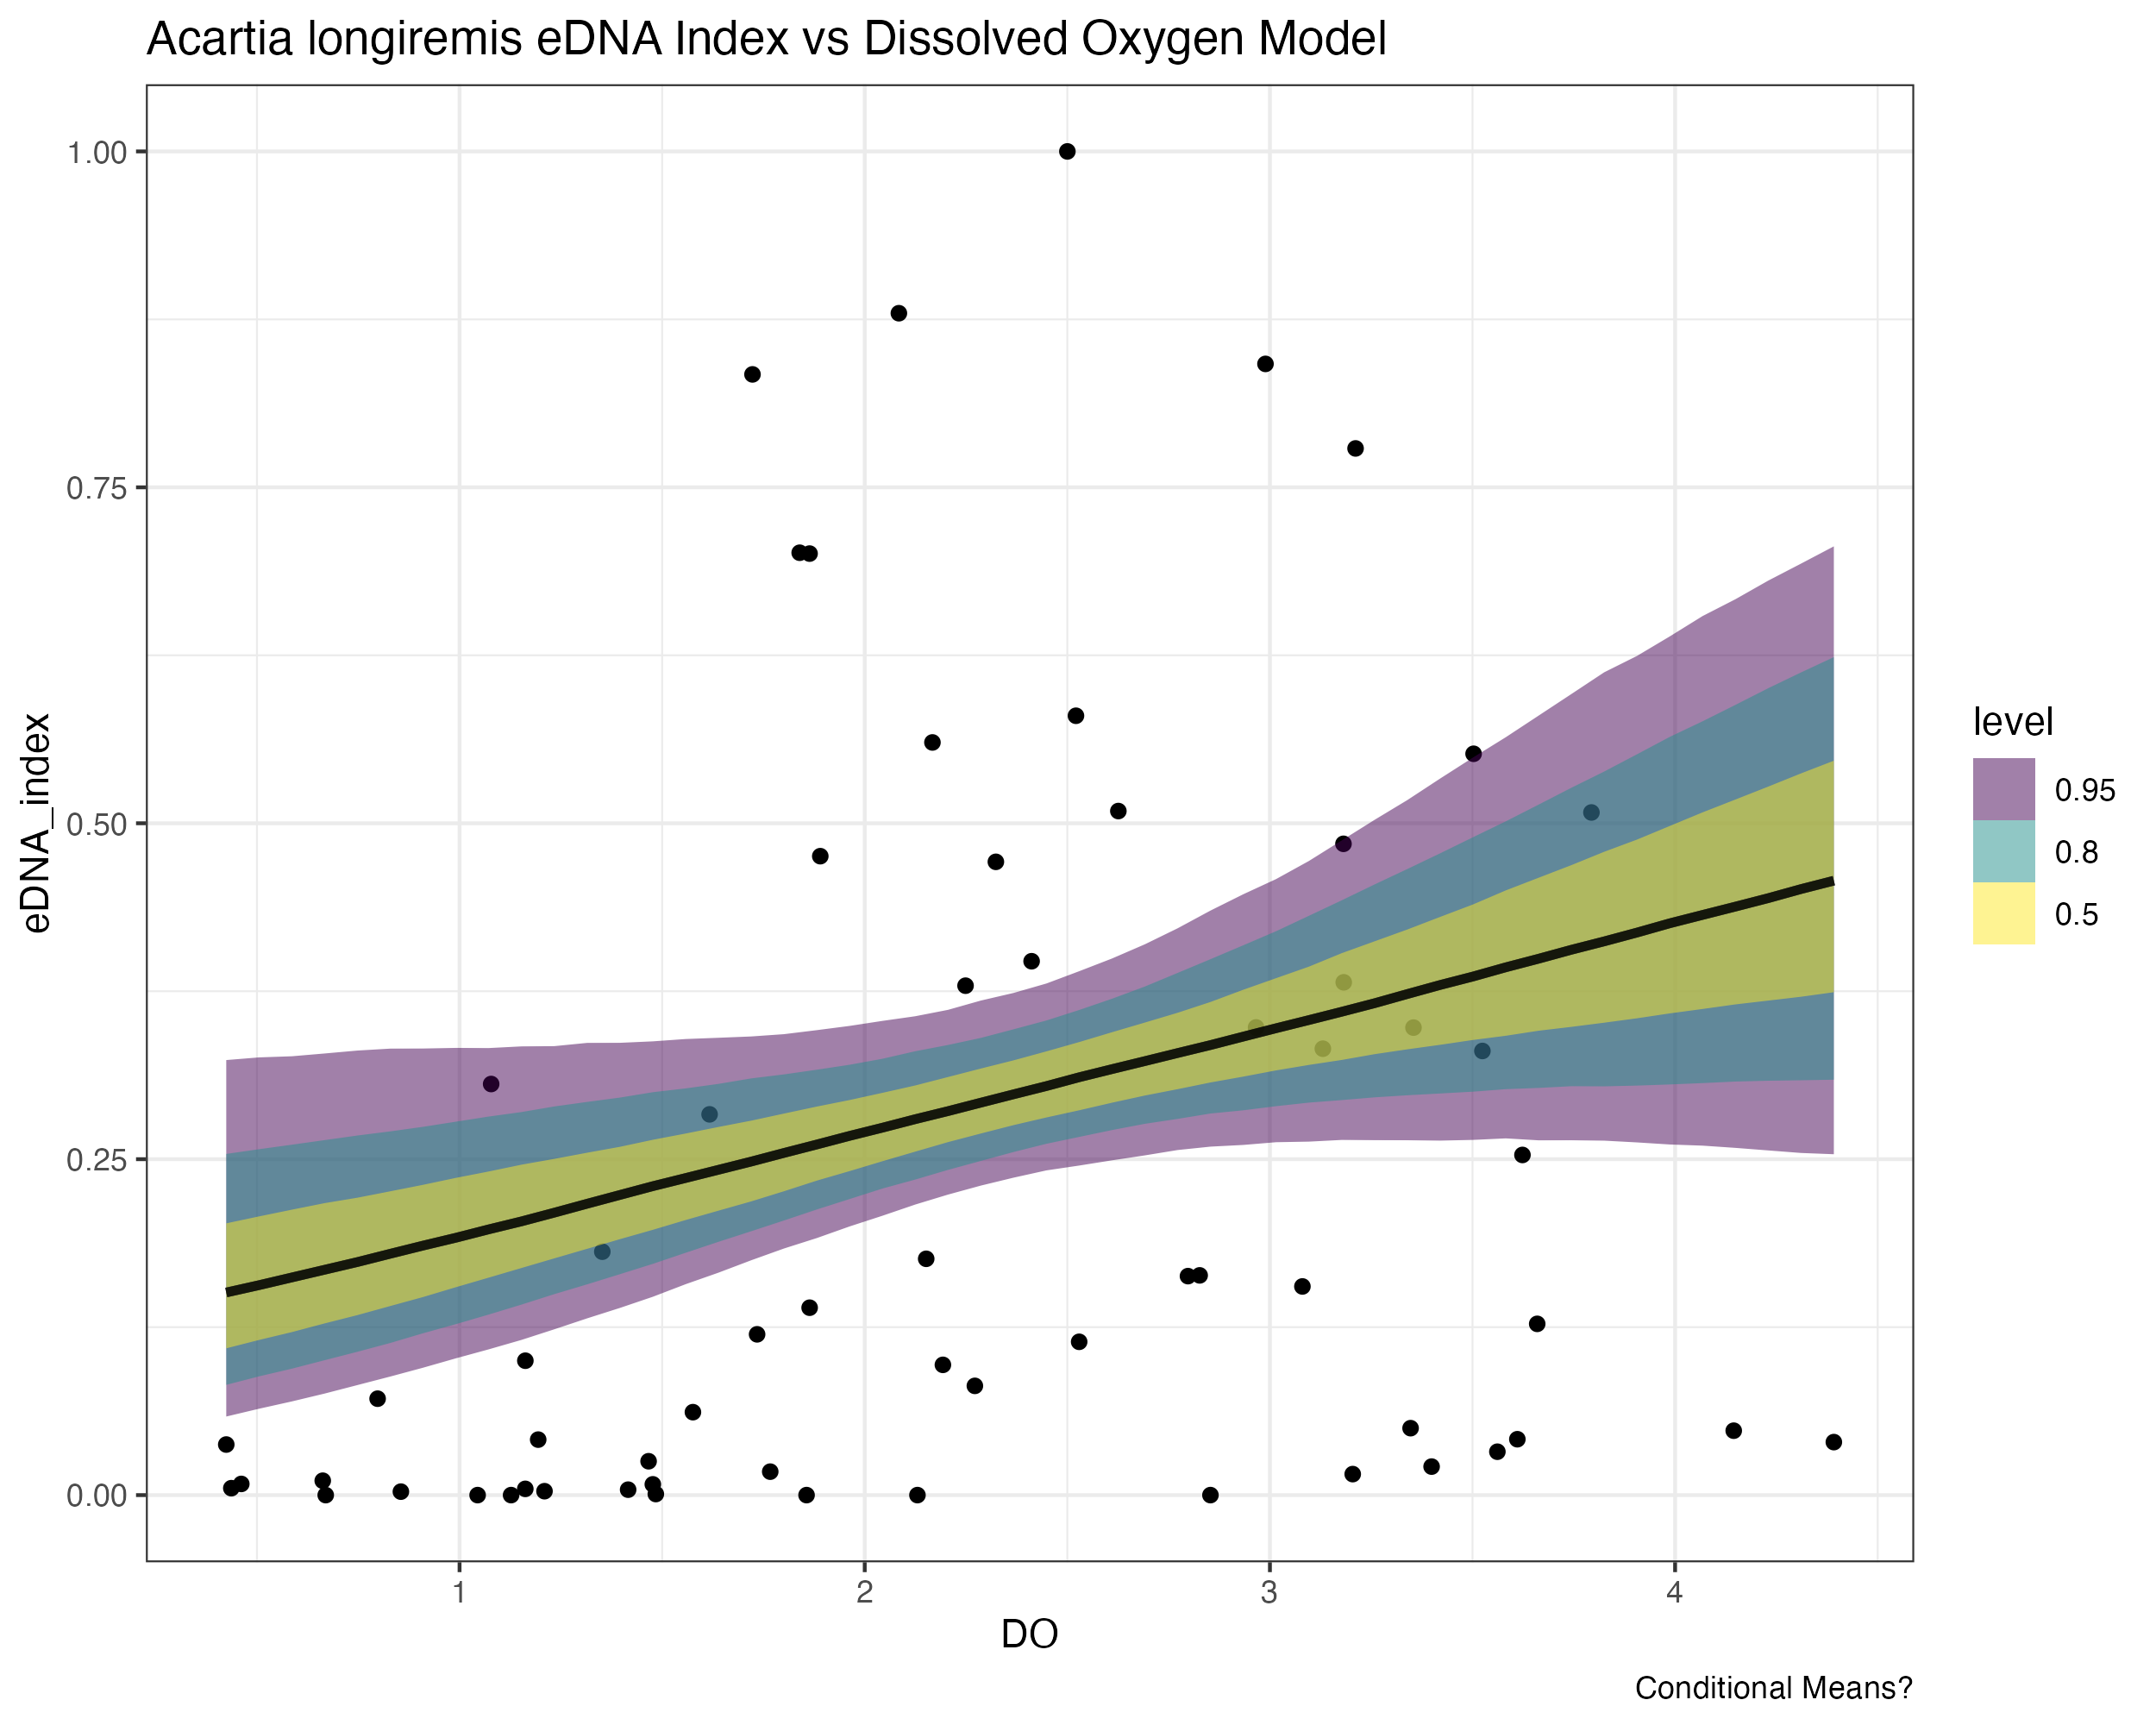 Acartia longiremis eDNA Index vs Dissolved Oxygen Model
1.00
0.75
0.50
0.25
0.00
eDNA_index
1 2 3 4
DO
level
0.95
0.8
0.5
Conditional Means?